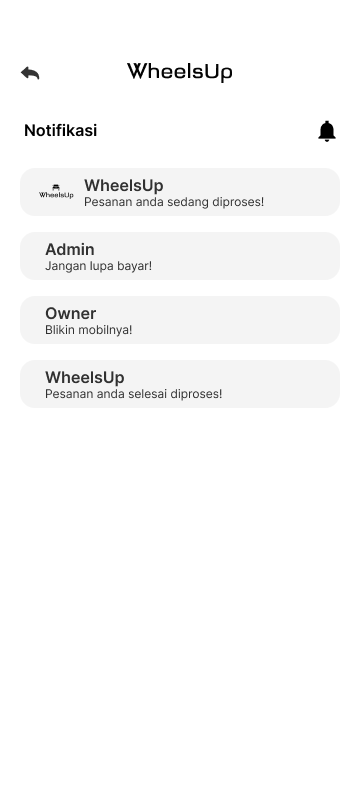 WheelsUp
Notifikasi
WheelsUp
WheelsUp
Pesanan anda sedang diproses!
Admin
Jangan lupa bayar!
Owner
Blikin mobilnya!
WheelsUp
Pesanan anda selesai diproses!